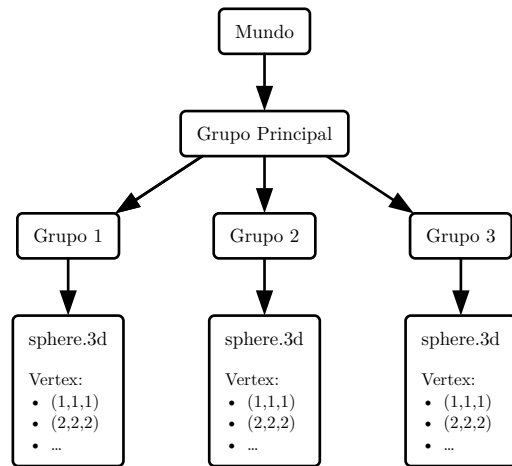 Mundo
Grupo Principal
Grupo 1
Grupo 2
Grupo 3
sphere.3d
Vertex:
• (1,1,1)
• (2,2,2)
• ...
sphere.3d
Vertex:
• (1,1,1)
• (2,2,2)
• ...
sphere.3d
Vertex:
• (1,1,1)
• (2,2,2)
• ...